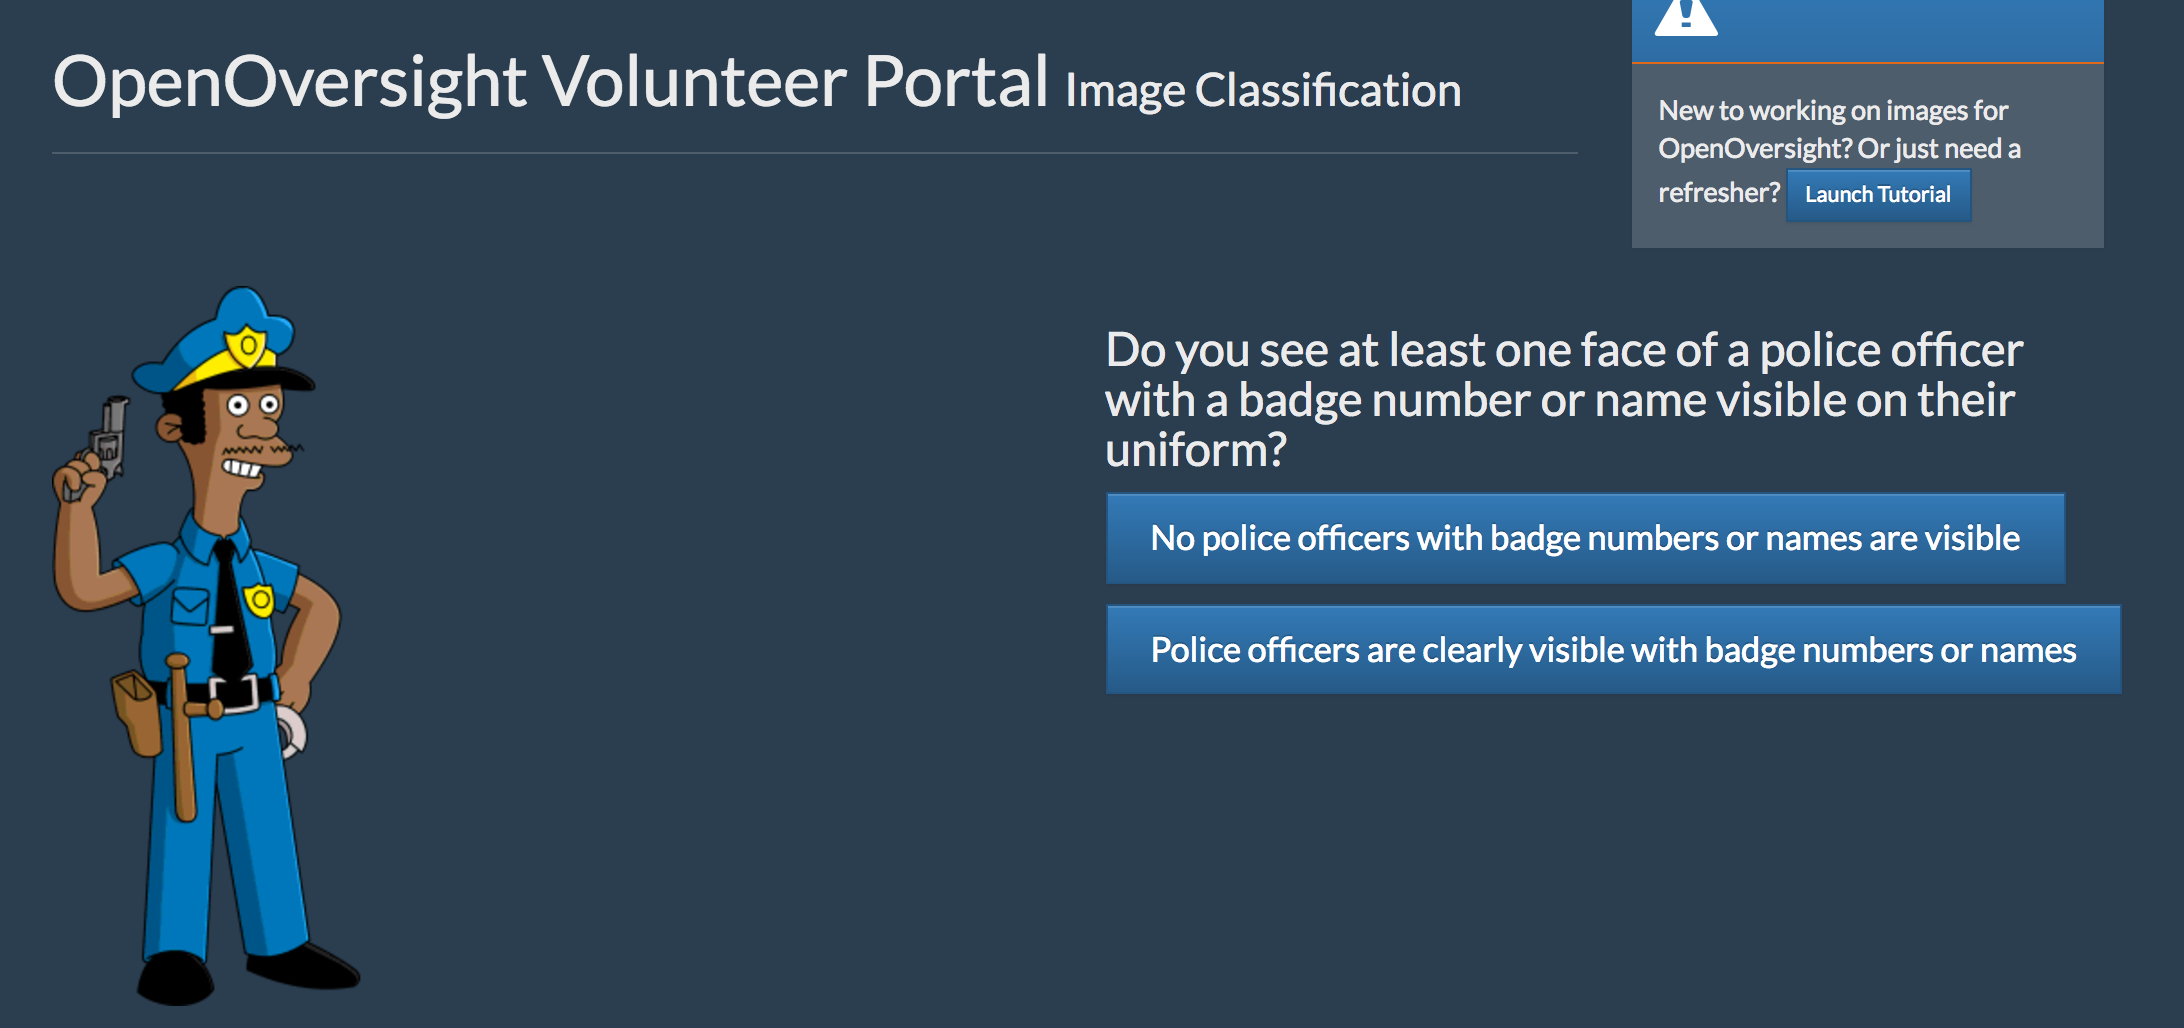 OpenOversight Volunteer Portal Image Classification
New to working on images for
OpenOversight? Or just need a
refresher? Launch Tutorial
Do you see at least one face of a police officer
with a badge number or name visible on their
uniform?
No police officers with badge numbers or names are visible
Police officers are clearly visible with badge numbers or names